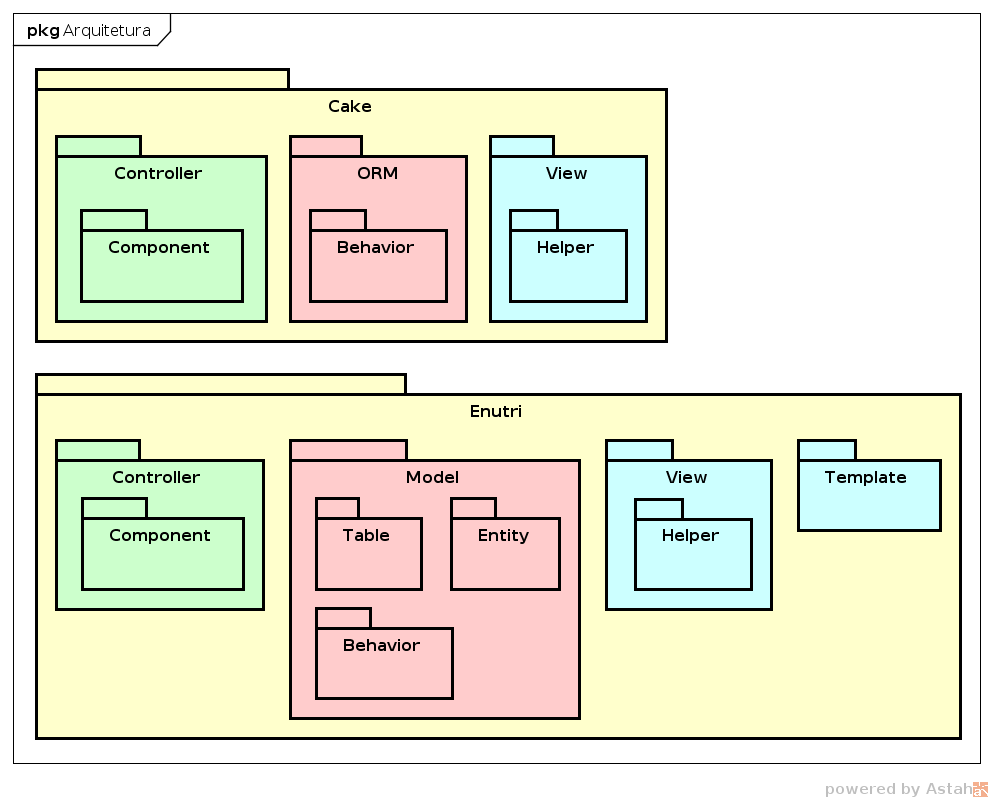 pkg Arquitetura
Cake
Controller
ORM
View
Component
Behavior
Helper
Enutri
Controller
Model
View
Template
Component
Table
Entity
Helper
Behavior
powered by Astah